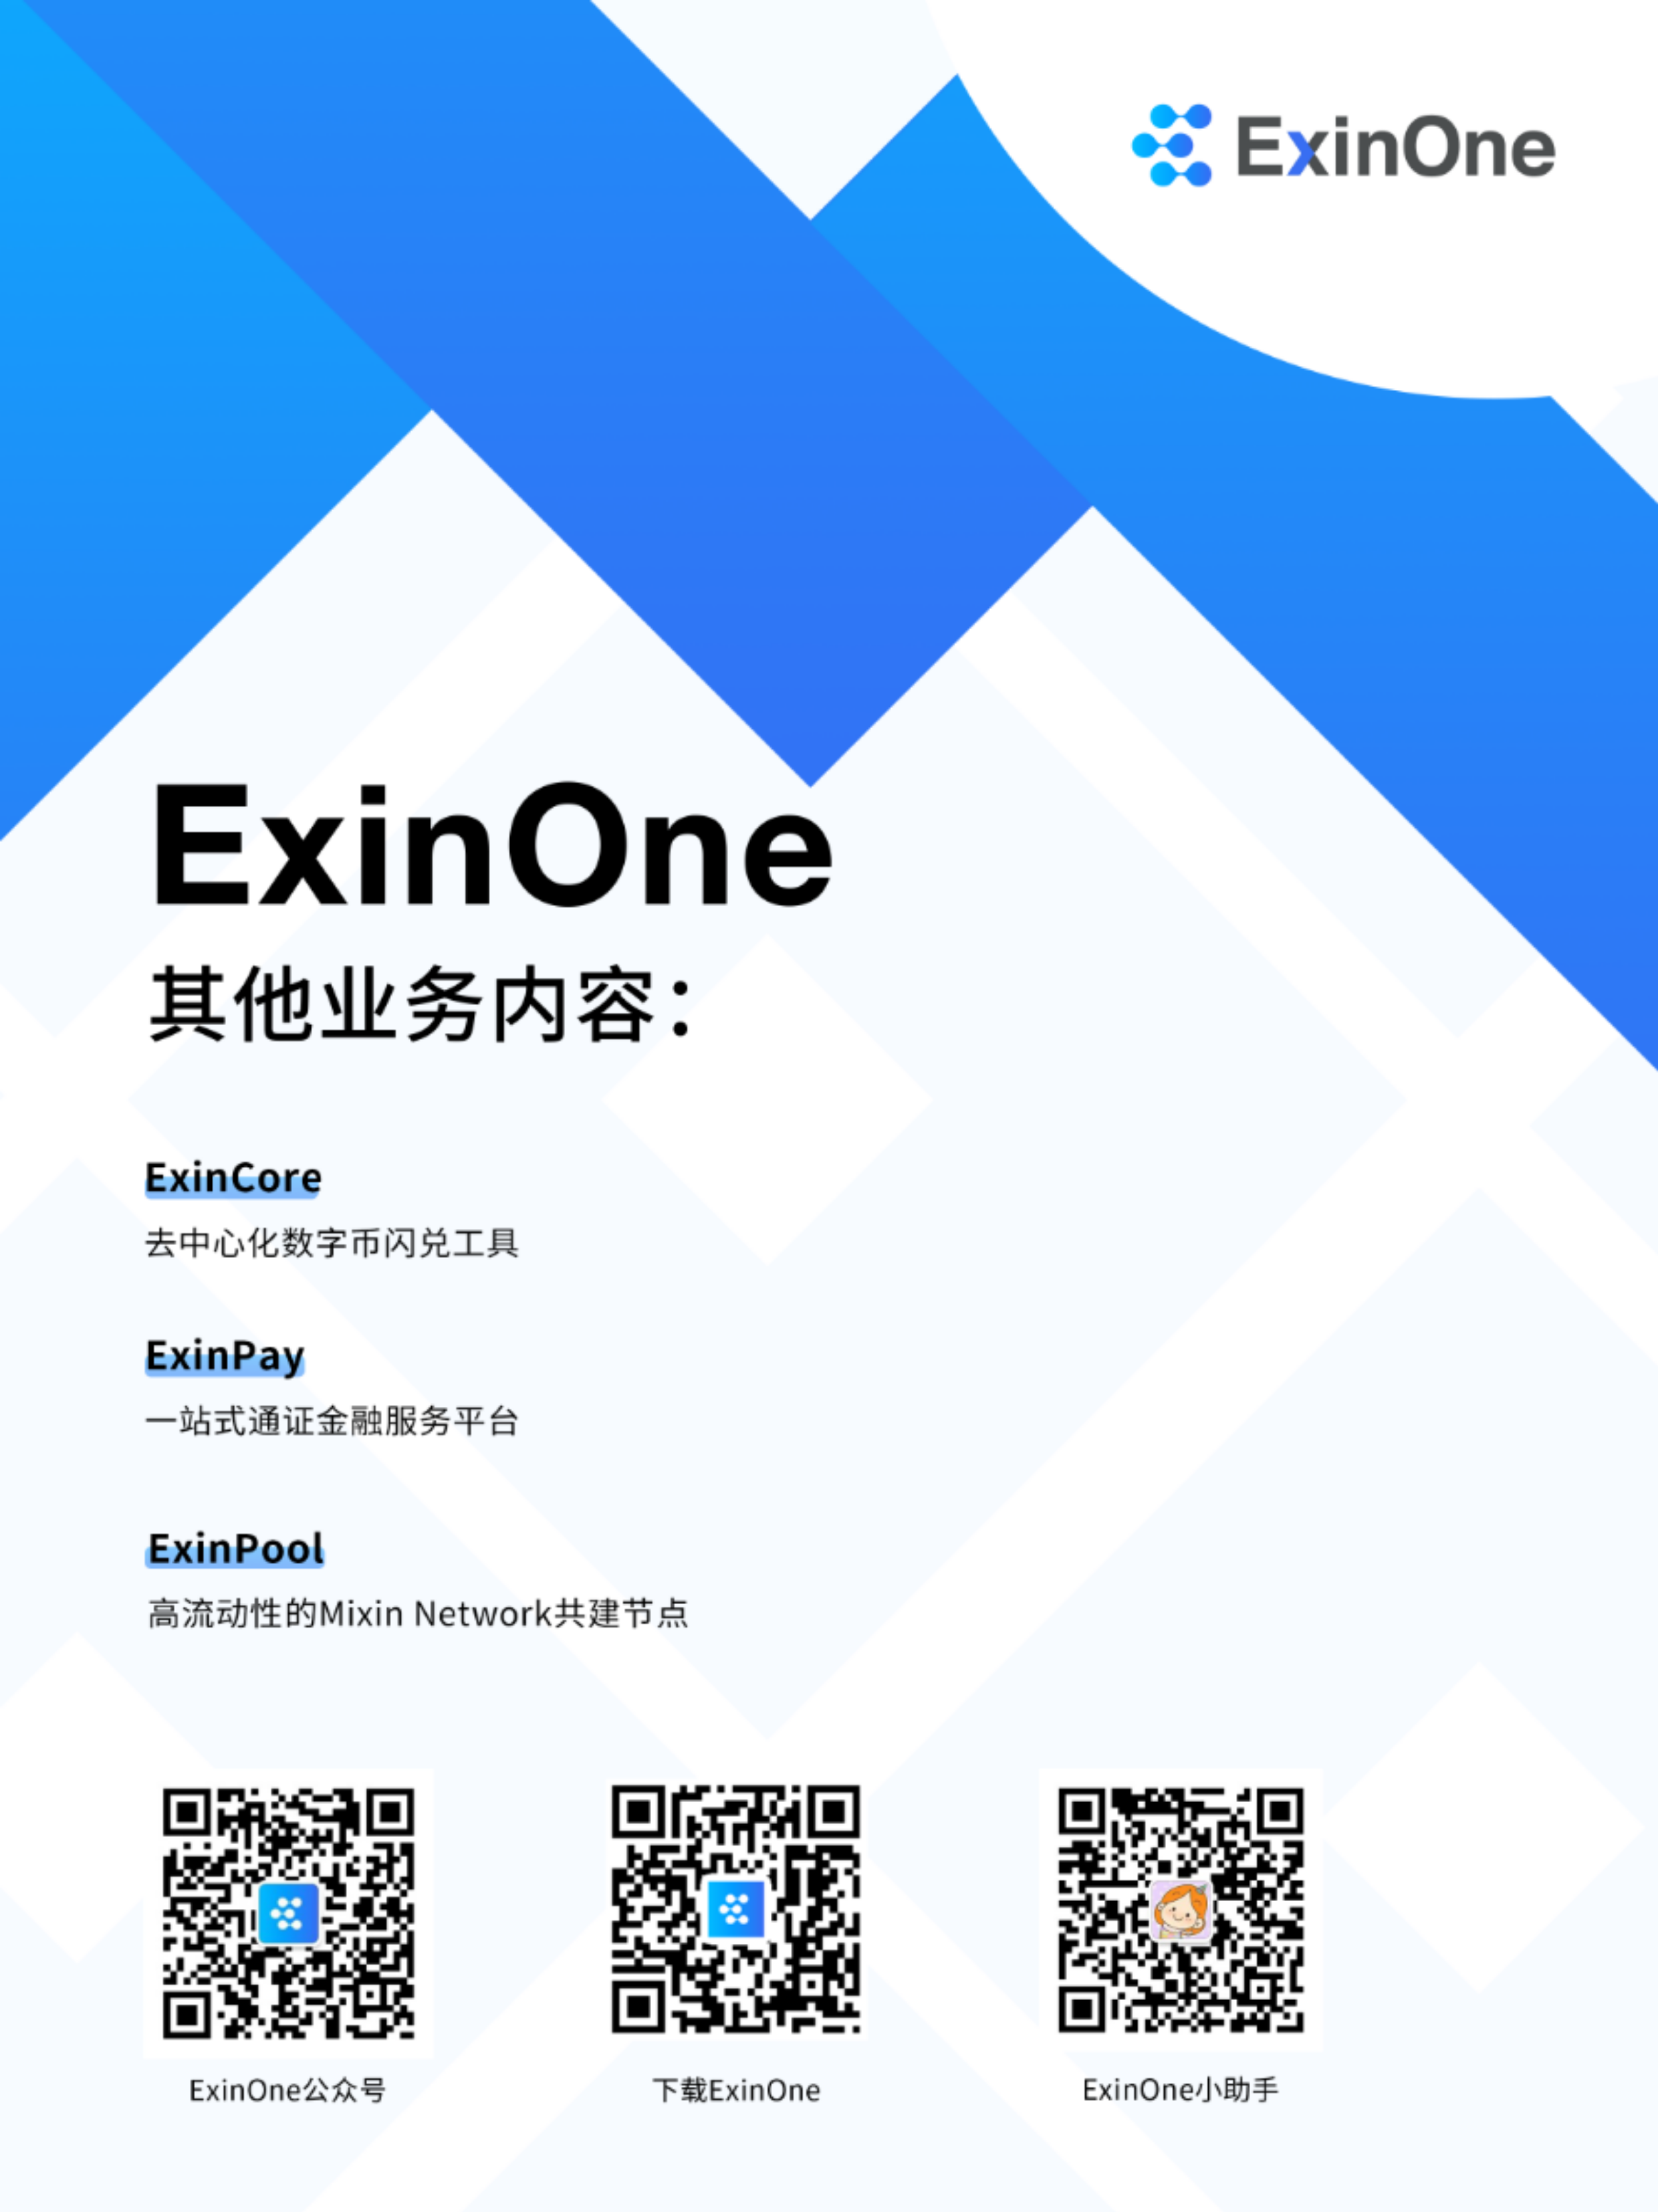 ExinOne
ExinOne
其他业务内容：
ExinCore
去中心化数字币闪兑工具
ExinPay
一站式通证金融服务平台
ExinPool
高流动性的Mixin Network共建节点
ExinOne公众号
下载ExinOne
ExinOne小助手